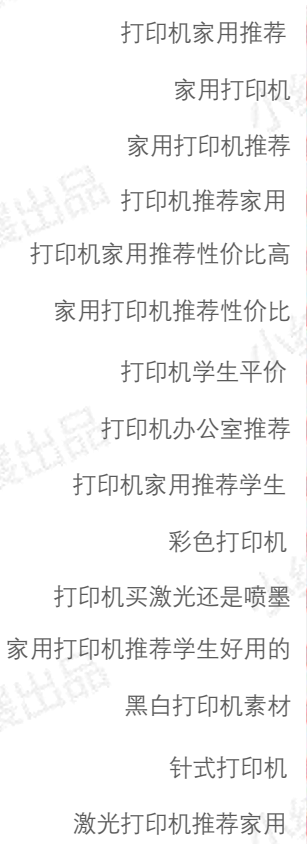 打印机家用推荐
家用打印机
家用打印机推荐
打印机推荐家用
打印机家用推荐性价比高
家用打印机推荐性价比
打印机学生平价
打印机办公室推荐
打印机家用推荐学生
彩色打印机
打印机买激光还是喷墨
家用打印机推荐学生好用的
黑白打印机素材
针式打印机
激光打印机推荐家用